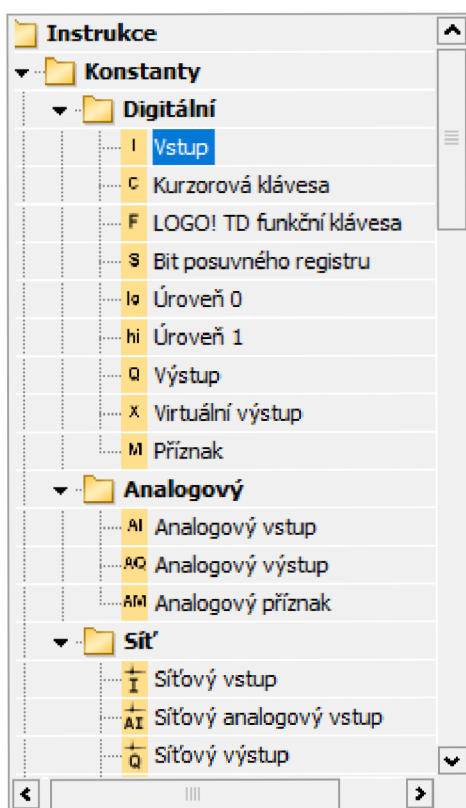 Instrukce
Konstanty
Digitální
I Vstup
C Kurzorová klávesa
F LOGO! TD funkční klávesa
S Bit posuvného registru
lo Úroveň 0
hi Úroveň 1
Q Výstup
X Virtuální výstup
M Příznak
Analogový
AI Analogový vstup
AQ Analogový výstup
AM Analogový příznak
Síť
I Síťový vstup
AI Síťový analogový vstup
Q Síťový výstup